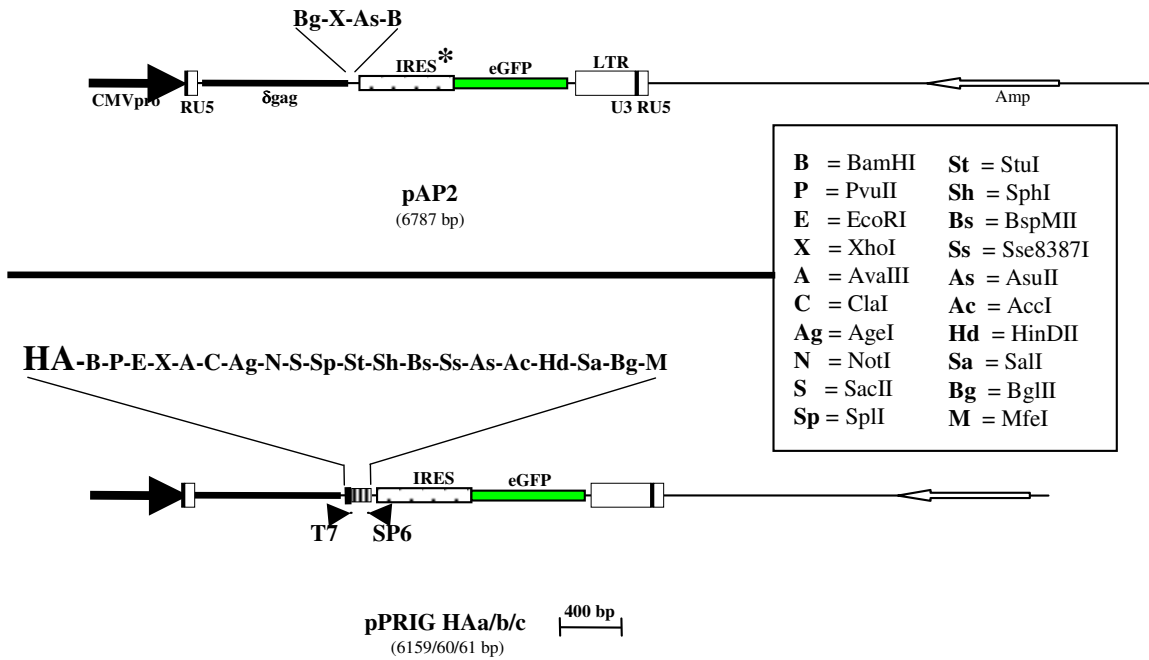 Bg-X-As-B
IRES*
eGFP
LTR
CMVpro
RU5
δgag
U3 RU5
Amp
pAP2
(6787 bp)
B = BamHI
P = PvuII
E = EcoRI
X = XhoI
A = AvaIII
C = ClaI
Ag = AgeI
N = NotI
S = SacII
Sp = SplI
St = StuI
Sh = SphI
Bs = BspMII
Ss = Sse8387I
As = AsuII
Ac = AccI
Hd = HinDII
Sa = SalI
Bg = BglII
M = MfeI
HA-B-P-E-X-A-C-Ag-N-S-Sp-St-Sh-Bs-Ss-As-Ac-Hd-Sa-Bg-M
IRES
eGFP
T7
SP6
pPRIG HAa/b/c
(6159/60/61 bp)
400 bp